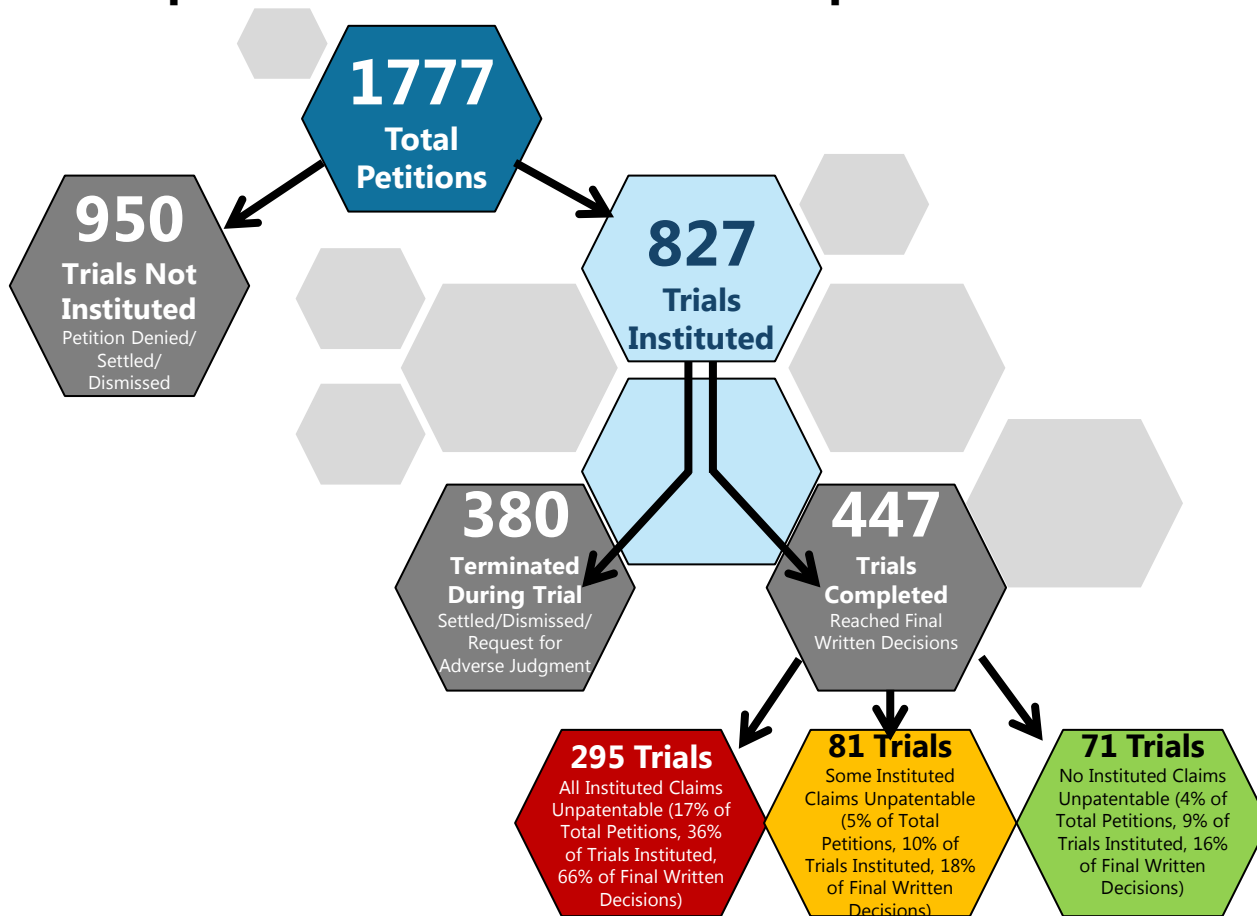 1777
Total
Petitions
950
Trials Not
Instituted
Petition Denied/
Settled/
Dismissed
827
Trials
Instituted
380
Terminated
During Trial
Settled/Dismissed/
Request for
Adverse Judgment
447
Trials
Completed
Reached Final
Written Decisions
295 Trials
All Instituted Claims
Unpatentable (17% of
Total Petitions, 36%
of Trials Instituted,
66% of Final Written
Decisions)
81 Trials
Some Instituted
Claims Unpatentable
(5% of Total
Petitions, 10% of
Trials Instituted, 18%
of Final Written
Decisions)
71 Trials
No Instituted Claims
Unpatentable (4% of
Total Petitions, 9% of
Trials Instituted, 16%
of Final Written
Decisions)